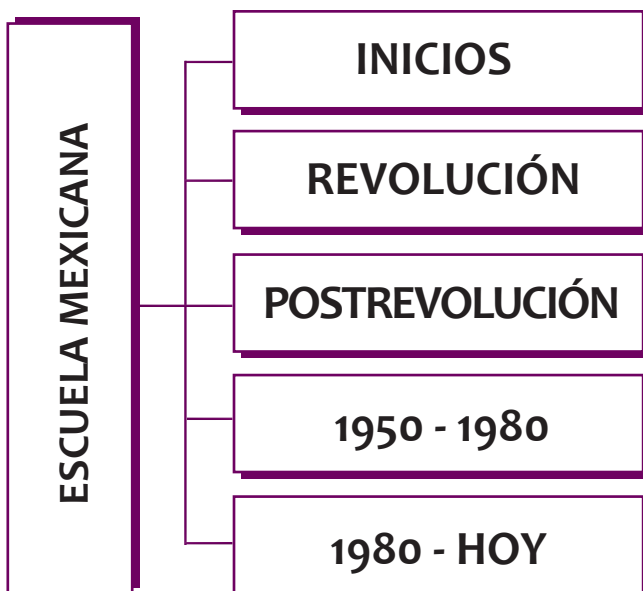 ESCUELA MEXICANA
INICIOS
REVOLUCIÓN
POSTREVOLUCIÓN
1950 - 1980
1980 - HOY